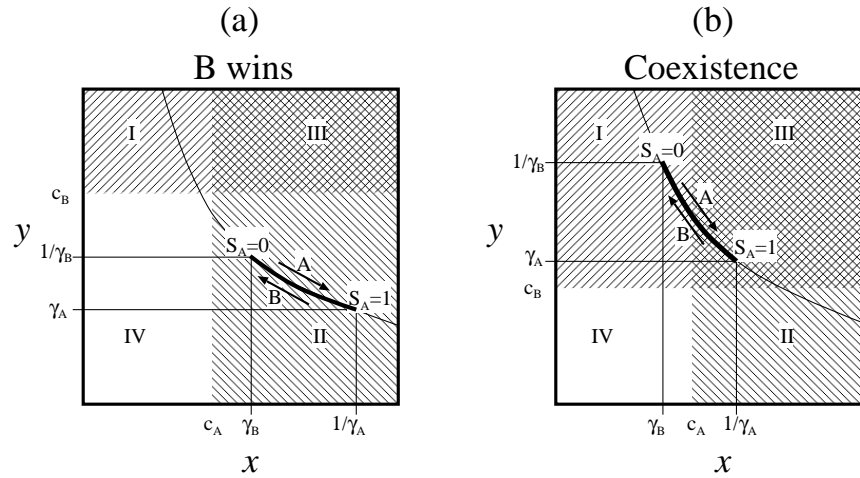 (a)
B wins
I
III
c_B
S_A=0
y
1/γ_B
A
B
S_A=1
γ_A
IV
II
c_A
γ_B
1/γ_A
x
(b)
Coexistence
I
III
S_A=0
1/γ_B
A
y
B
S_A=1
γ_A
c_B
IV
II
γ_B
c_A
1/γ_A
x